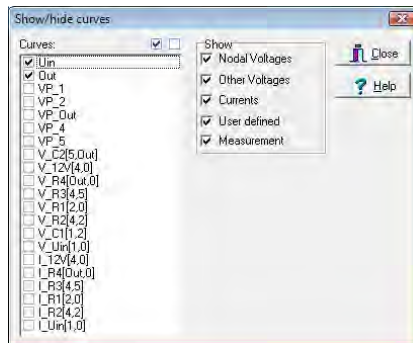 Show/hide curves
Curves:
Uin
Out
VP_1
VP_2
VP_Out
VP_4
VP_5
V_C2[5,Out]
V_12V[4,0]
V_R4[Out,0]
V_R3[4,5]
V_R1[2,0]
V_R2[4,2]
V_C1[1,2]
V_Uin[1,0]
I_12V[4,0]
I_R4[Out,0]
I_R3[4,5]
I_R1[2,0]
I_R2[4,2]
I_Uin[1,0]
Show
Nodal Voltages
Other Voltages
Currents
User defined
Measurement
Close
Help